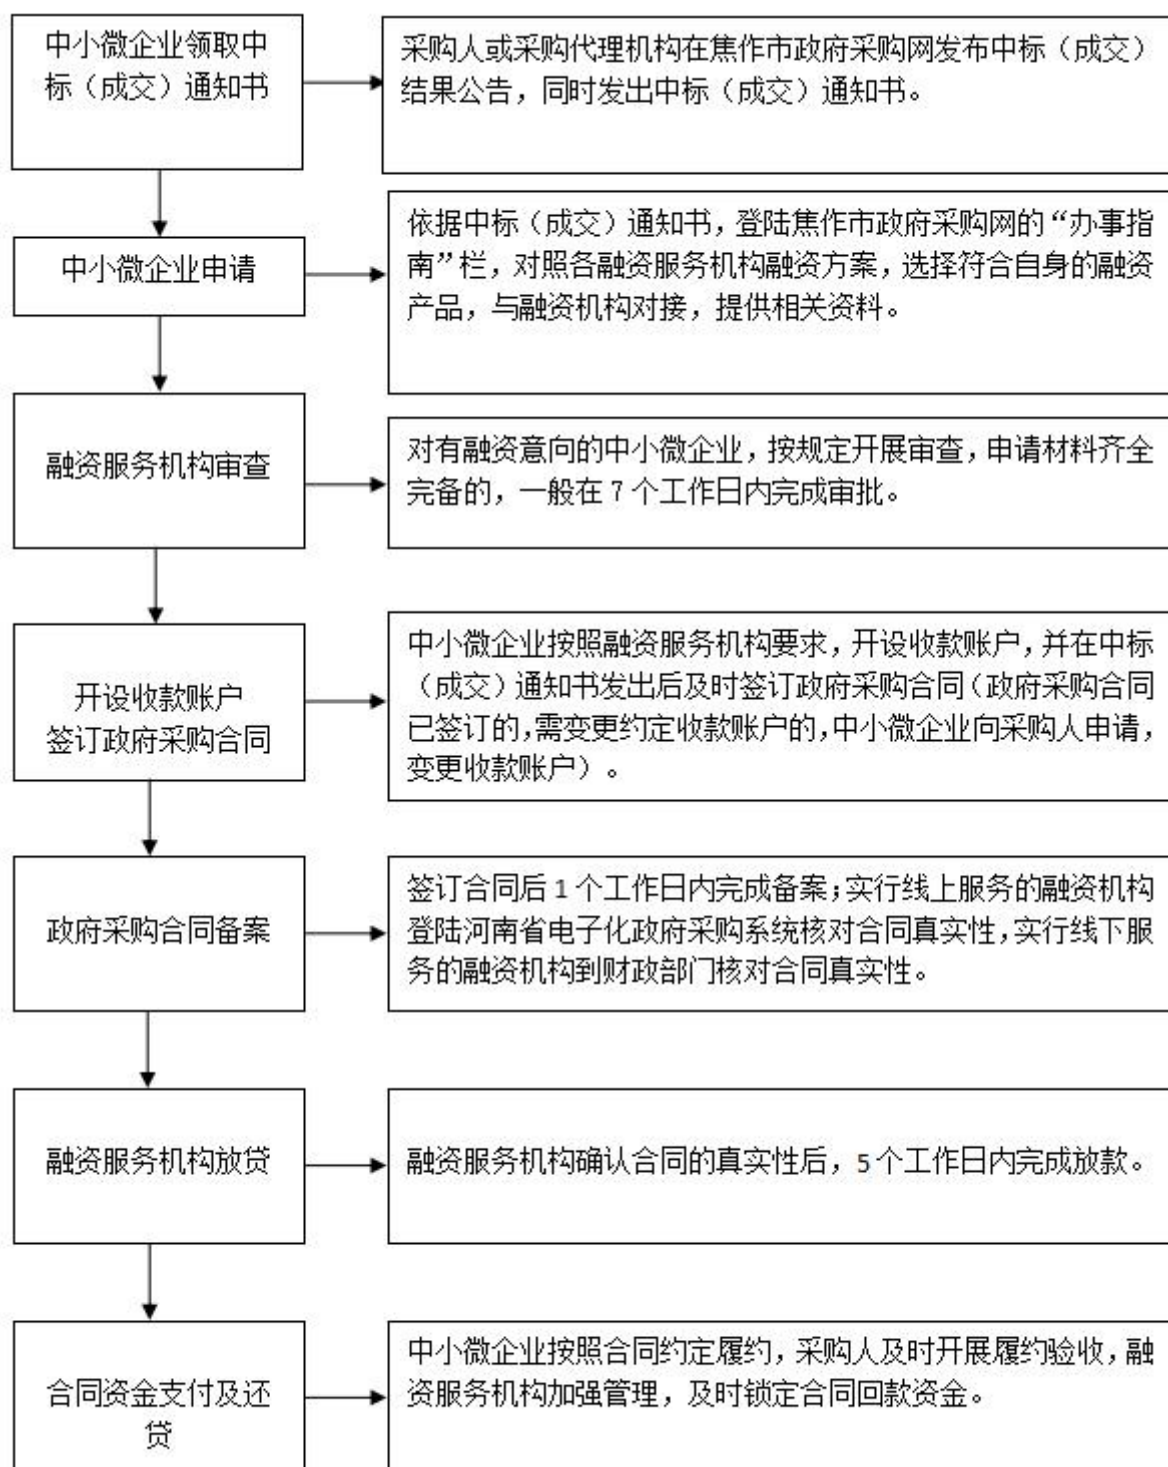 中小微企业领取中
标（成交）通知书
采购人或采购代理机构在焦作市政府采购网发布中标（成交）
结果公告，同时发出中标（成交）通知书。
中小微企业申请
依据中标（成交）通知书，登陆焦作市政府采购网的“办事指
南”栏，对照各融资服务机构融资方案，选择符合自身的融资
产品，与融资机构对接，提供相关资料。
融资服务机构审查
对有融资意向的中小微企业，按规定开展审查，申请材料齐全
完备的，一般在 7 个工作日内完成审批。
开设收款账户
签订政府采购合同
中小微企业按照融资服务机构要求，开设收款账户，并在中标
（成交）通知书发出后及时签订政府采购合同（政府采购合同
已签订的，需变更约定收款账户的，中小微企业向采购人申请，
变更收款账户）。
政府采购合同备案
签订合同后 1 个工作日内完成备案；实行线上服务的融资机构
登陆河南省电子化政府采购系统核对合同真实性，实行线下服
务的融资机构到财政部门核对合同真实性。
融资服务机构放贷
融资服务机构确认合同的真实性后，5 个工作日内完成放款。
合同资金支付及还
贷
中小微企业按照合同约定履约，采购人及时开展履约验收，融
资服务机构加强管理，及时锁定合同回款资金。